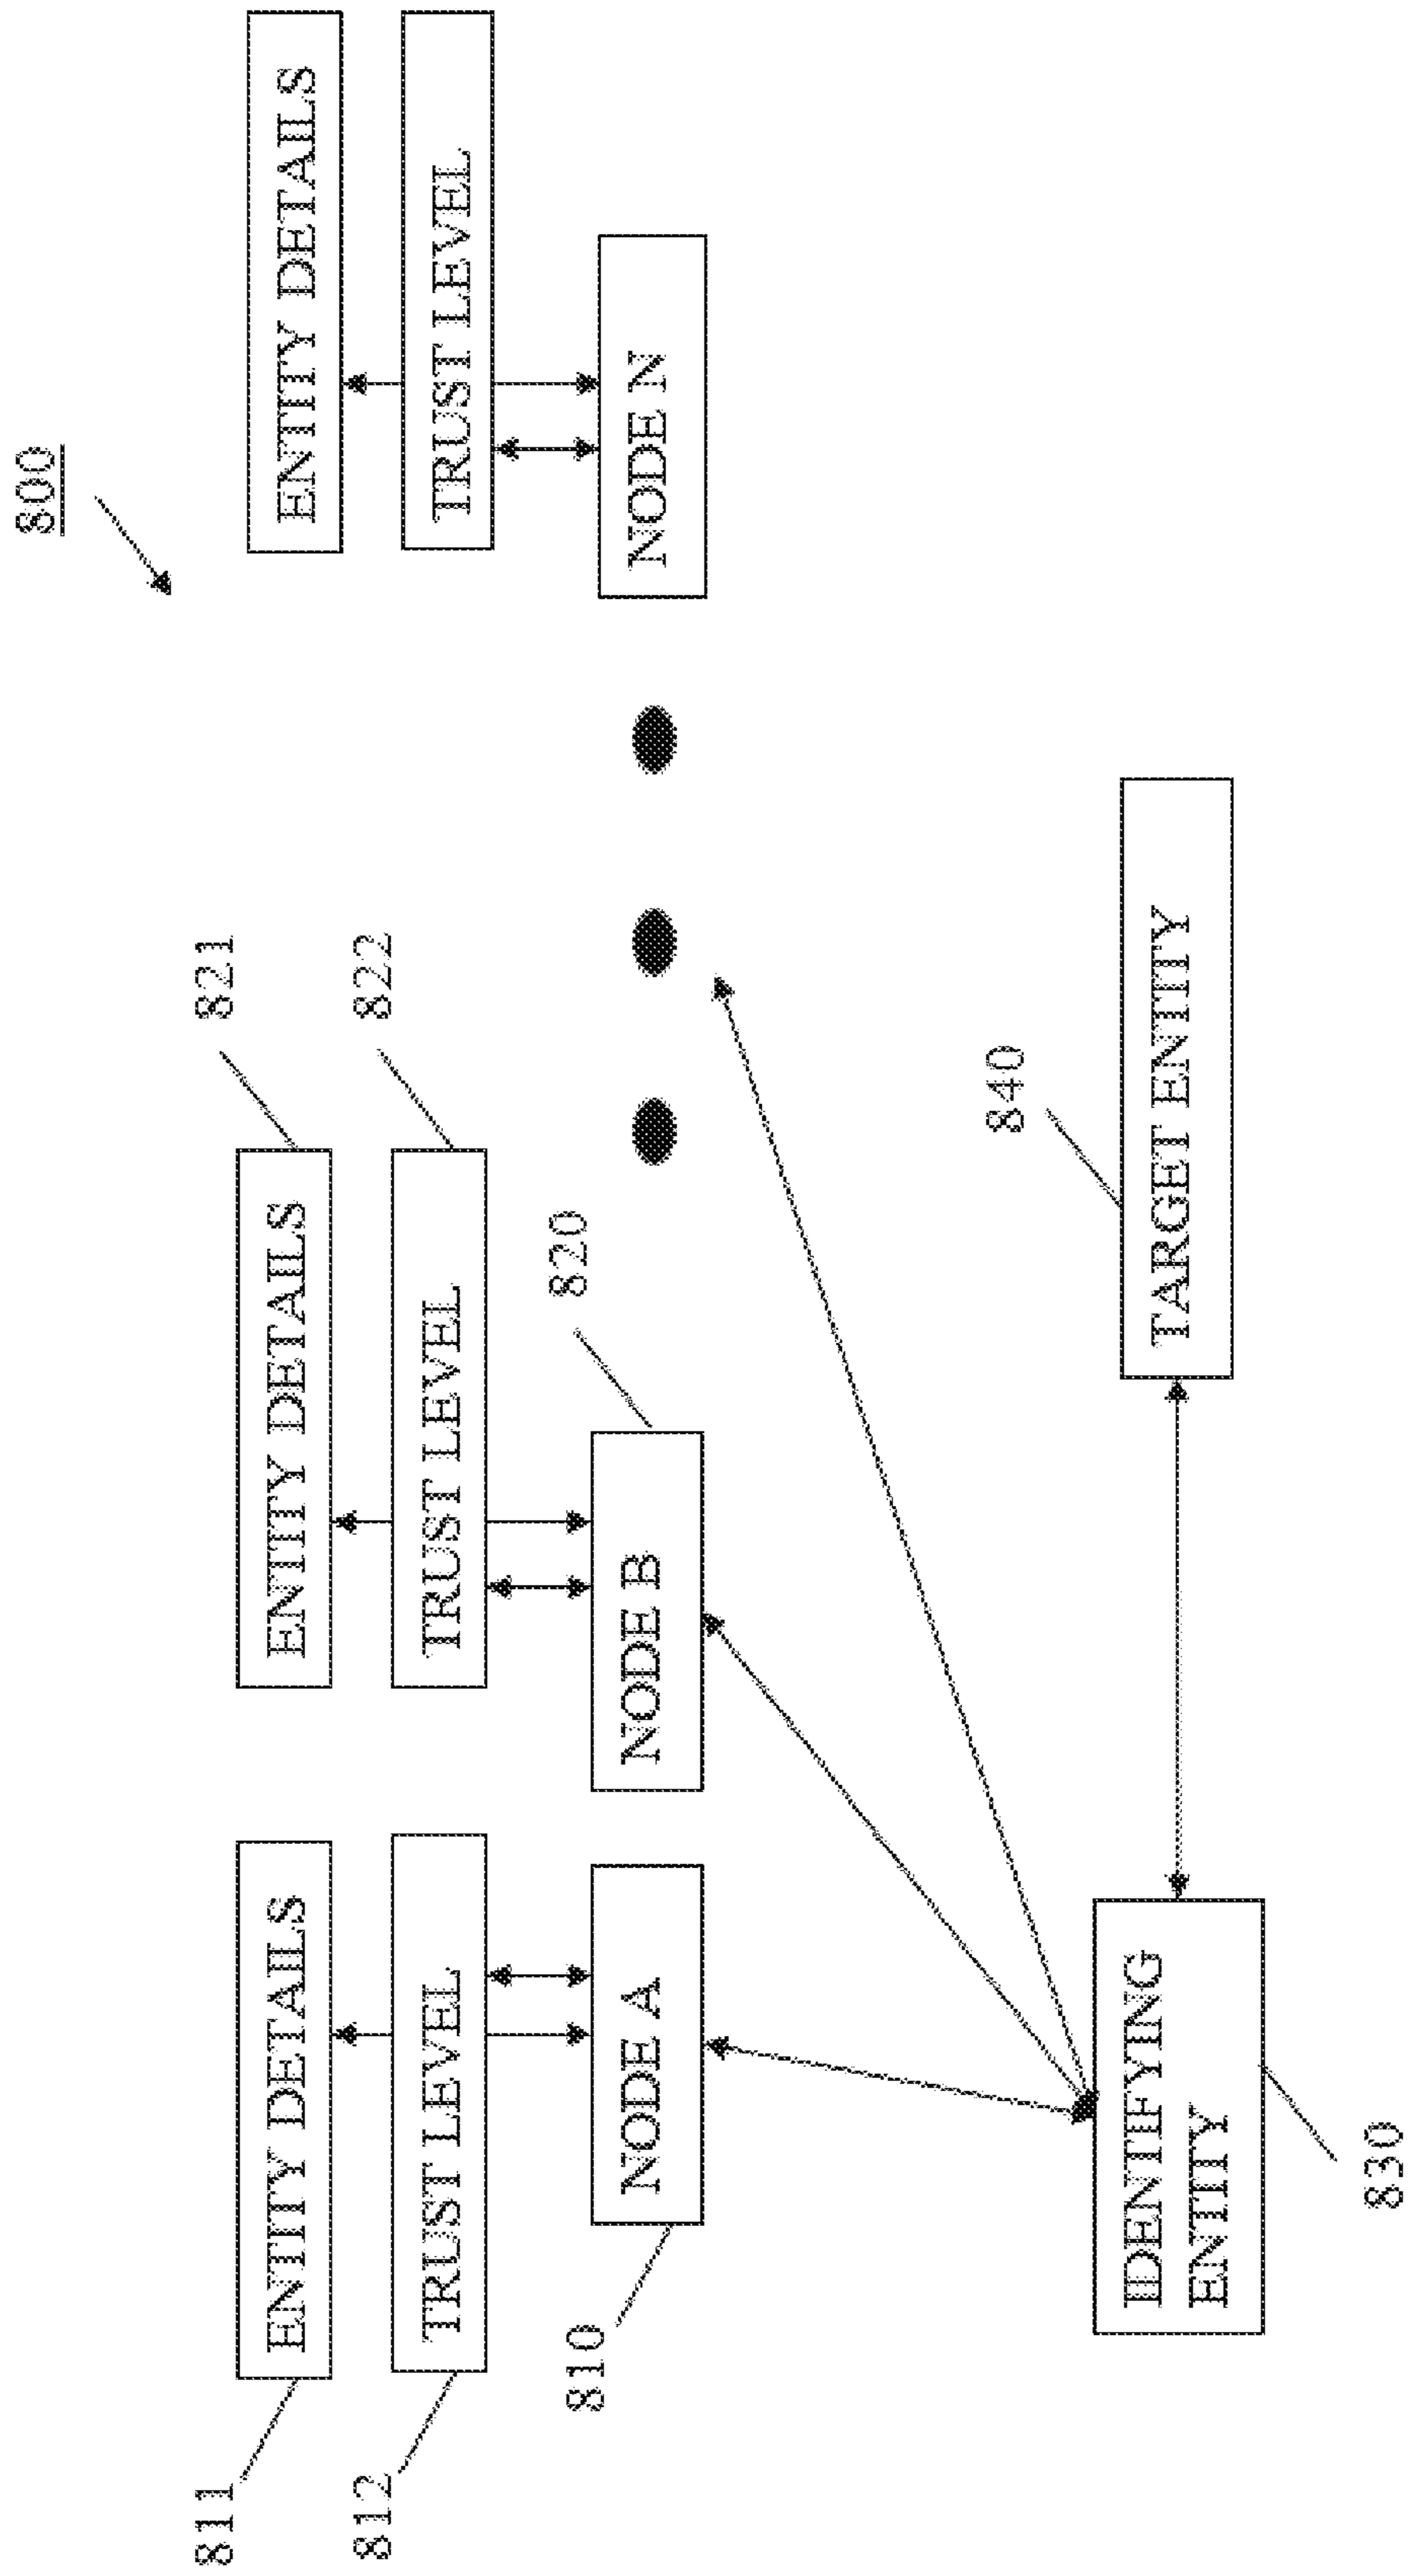 800
811
ENTITY DETAILS
821
ENTITY DETAILS
ENTITY DETAILS
812
TRUST LEVEL
822
TRUST LEVEL
TRUST LEVEL
810
NODE A
820
NODE B
NODE N
840
IDENTIFYING
ENTITY
TARGET ENTITY
830